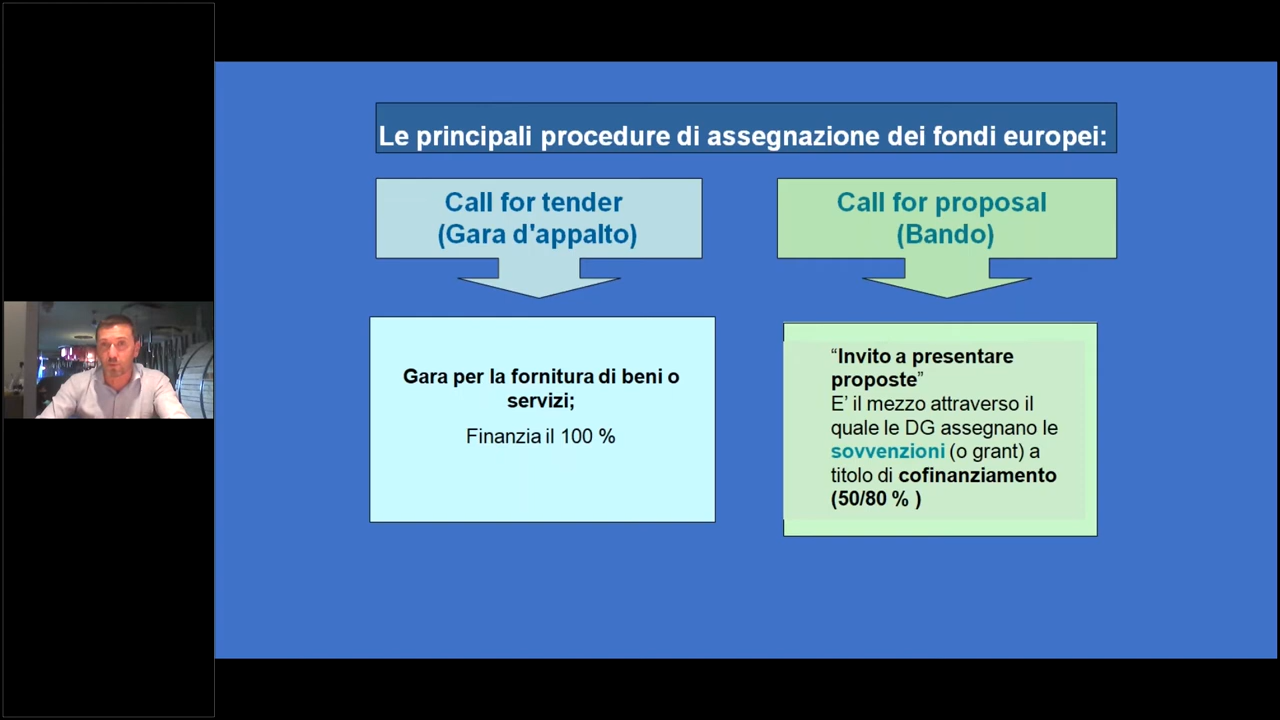 Le principali procedure di assegnazione dei fondi europei:
Call for tender
(Gara d'appalto)
Gara per la fornitura di beni o
servizi;
Finanzia il 100 %
Call for proposal
(Bando)
“Invito a presentare
proposte”
E’ il mezzo attraverso il
quale le DG assegnano le
sovvenzioni (o grant) a
titolo di cofinanziamento
(50/80 % )